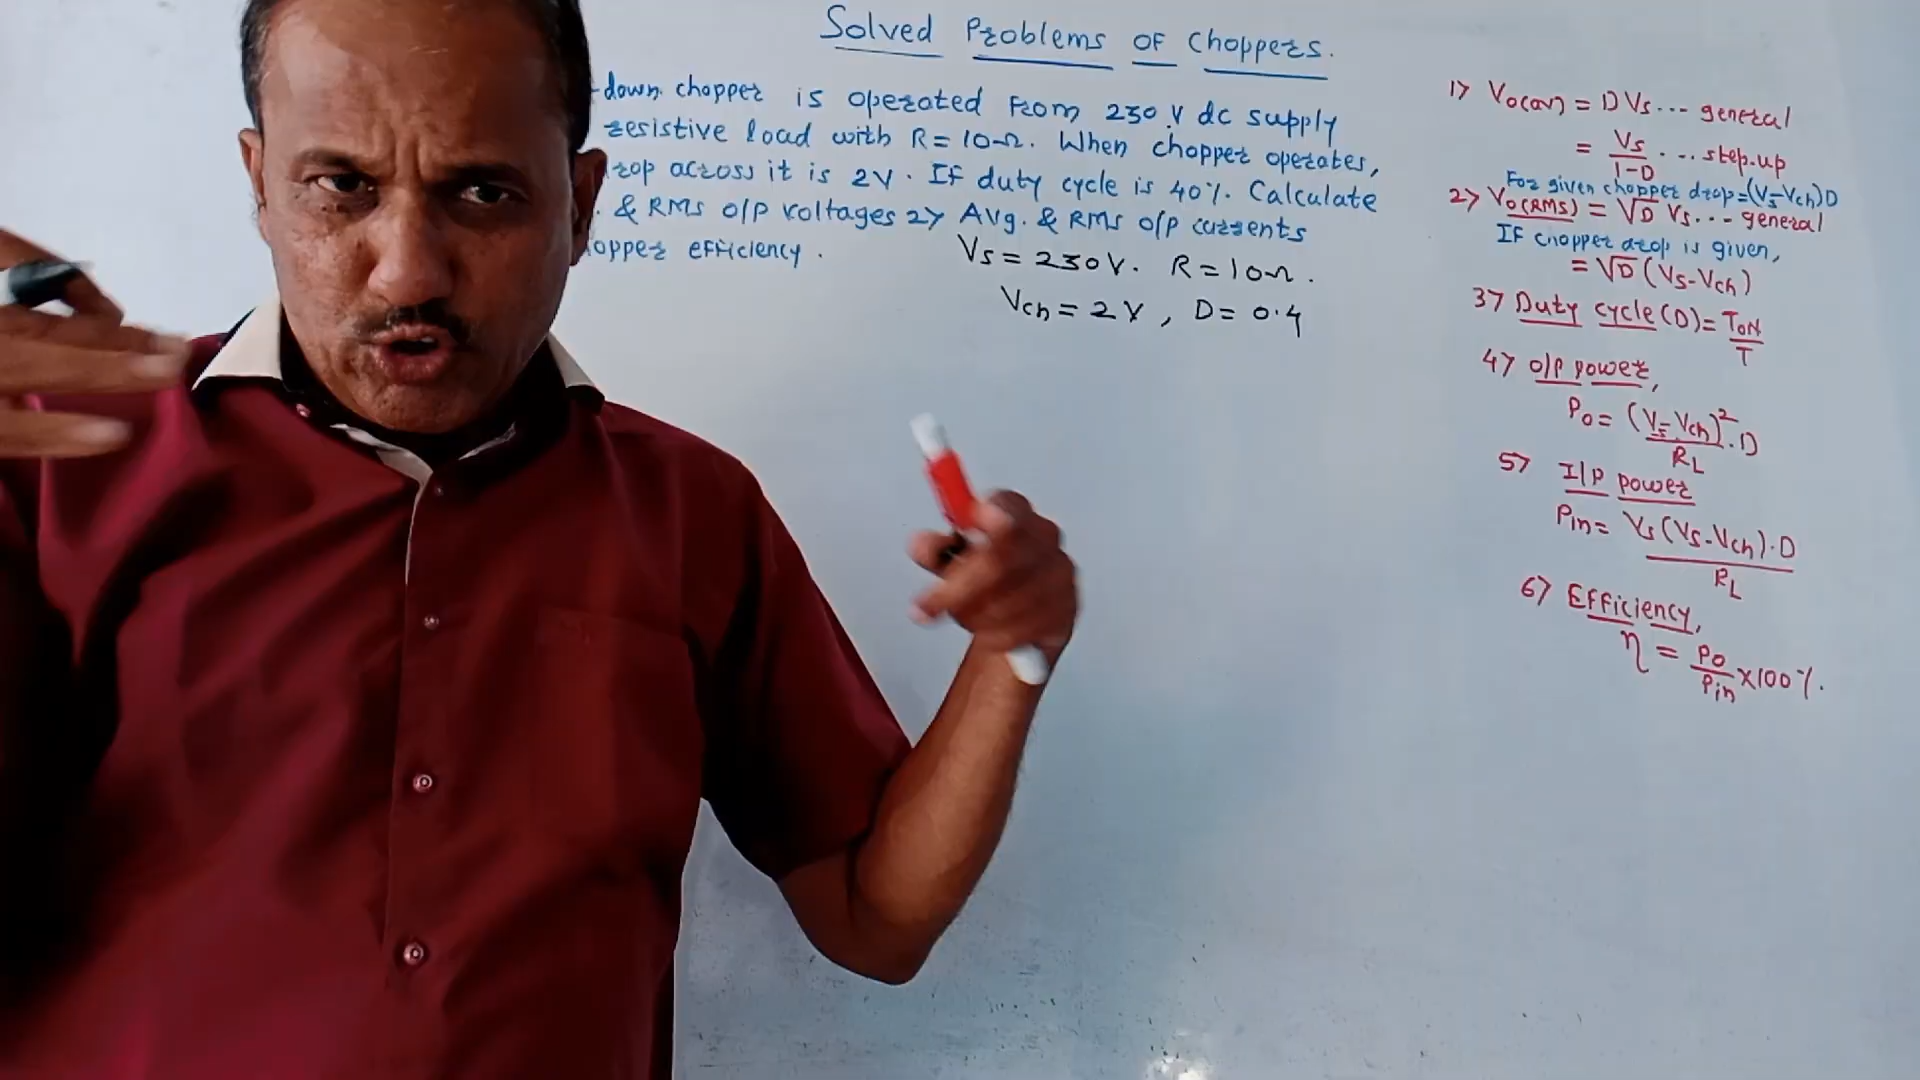 Solved Problems OF Choppers.
-down chopper is operated From 230 V dc supply
resistive load with R = 10Ω. When chopper operates,
rop across it is 2V. IF duty cycle is 40%. Calculate
. & RMS o/p voltages 2> Avg. & RMS o/p currents
opper efficiency.
Vs = 230V. R = 10Ω.
Vch = 2V, D = 0.4
1> Vo(av) = D Vs ... general
= Vs/1-D ... step-up
For given chopper drop = (Vs-Vch)D
2> Vo(RMS) = √D Vs ... general
IF chopper drop is given,
= √D (Vs-Vch)
3> Duty cycle (D) = TON/T
4> o/p power,
Po = (Vs-Vch)²/RL . D
5> I/p power
Pin = Vs(Vs-Vch).D/RL
6> Efficiency,
η = Po/Pin × 100%.